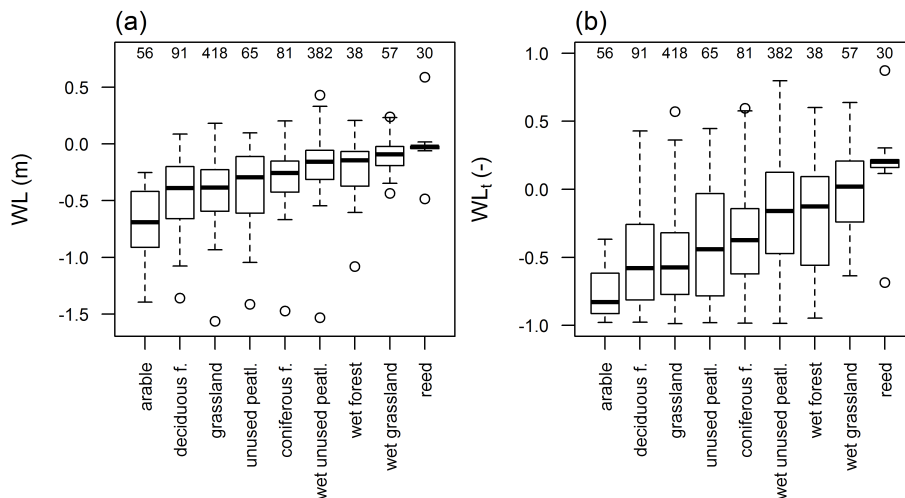 (a)
56 91 418 65 81 382 38 57 30
WL (m)
0.5
0.0
-0.5
-1.0
-1.5
arable
deciduous f.
grassland
unused peatl.
coniferous f.
wet unused peatl.
wet forest
wet grassland
reed
(b)
56 91 418 65 81 382 38 57 30
WLt (-)
1.0
0.5
0.0
-0.5
-1.0
arable
deciduous f.
grassland
unused peatl.
coniferous f.
wet unused peatl.
wet forest
wet grassland
reed